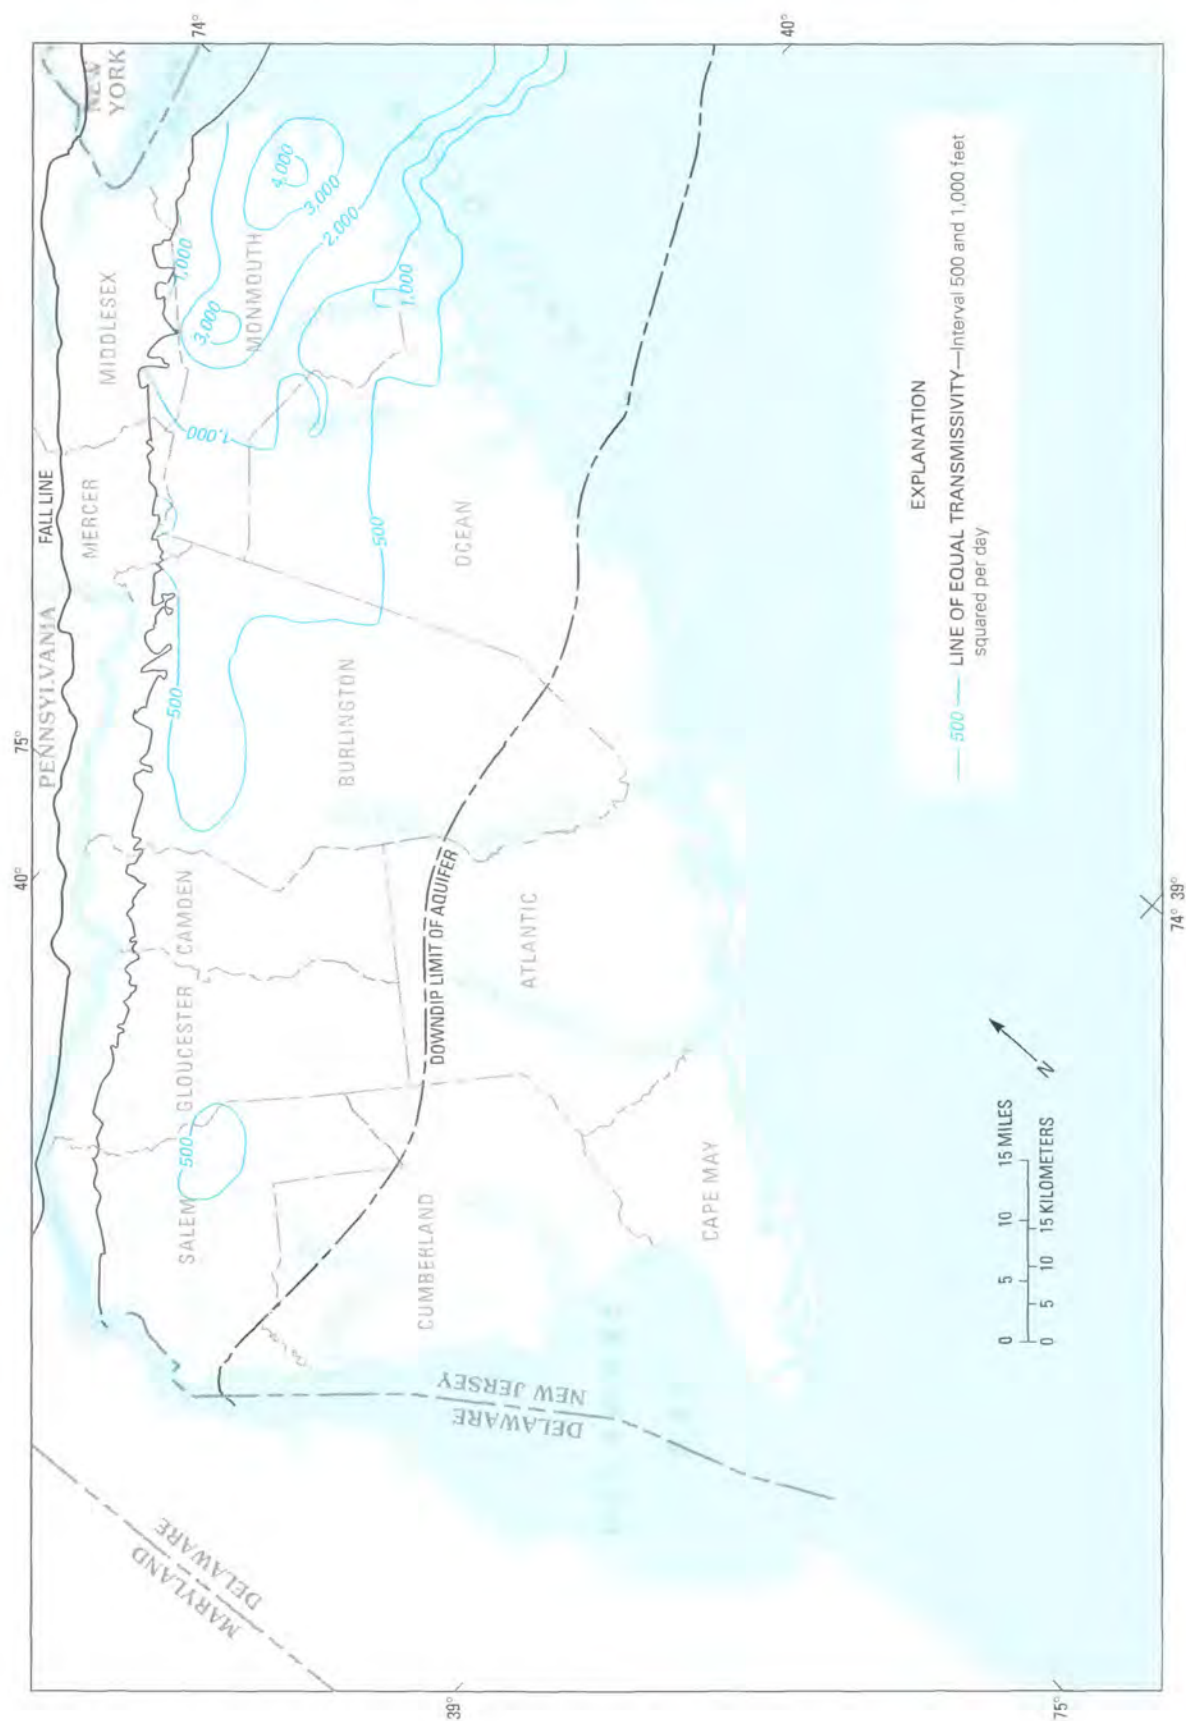 75°
40°
74°
40°
39°
75°
74° 39°
NEW
YORK
PENNSYLVANIA
FALL LINE
MIDDLESEX
MERCER
MONMOUTH
OCEAN
BURLINGTON
CAMDEN
GLOUCESTER
SALEM
ATLANTIC
CUMBERLAND
CAPE MAY
DOWNDIP LIMIT OF AQUIFER
MARYLAND
DELAWARE
DELAWARE
NEW JERSEY
1,000
3,000
4,000
3,000
2,000
1,000
1,000
500
500
500
EXPLANATION
500 LINE OF EQUAL TRANSMISSIVITY—Interval 500 and 1,000 feet
squared per day
0 5 10 15 MILES
0 5 10 15 KILOMETERS
N